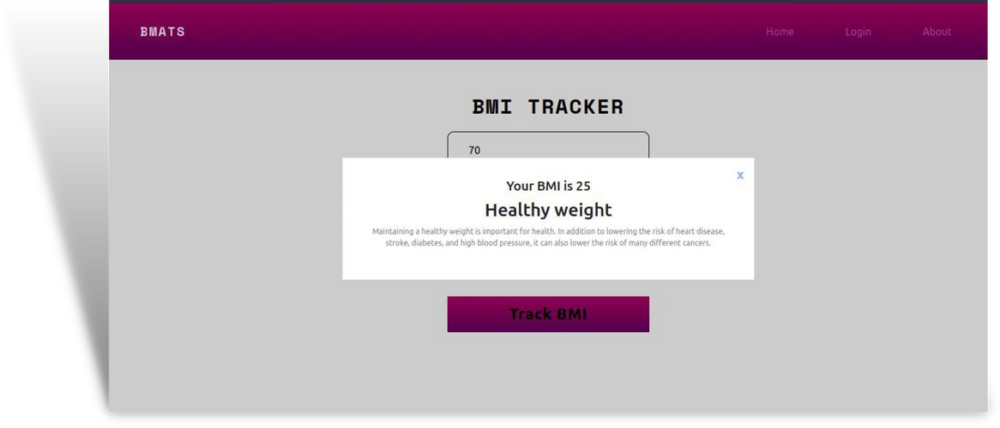 BMATS
Home Login About
BMI TRACKER
70
x
Your BMI is 25
Healthy weight
Maintaining a healthy weight is important for health. In addition to lowering the risk of heart disease,
stroke, diabetes, and high blood pressure, it can also lower the risk of many different cancers.
Track BMI